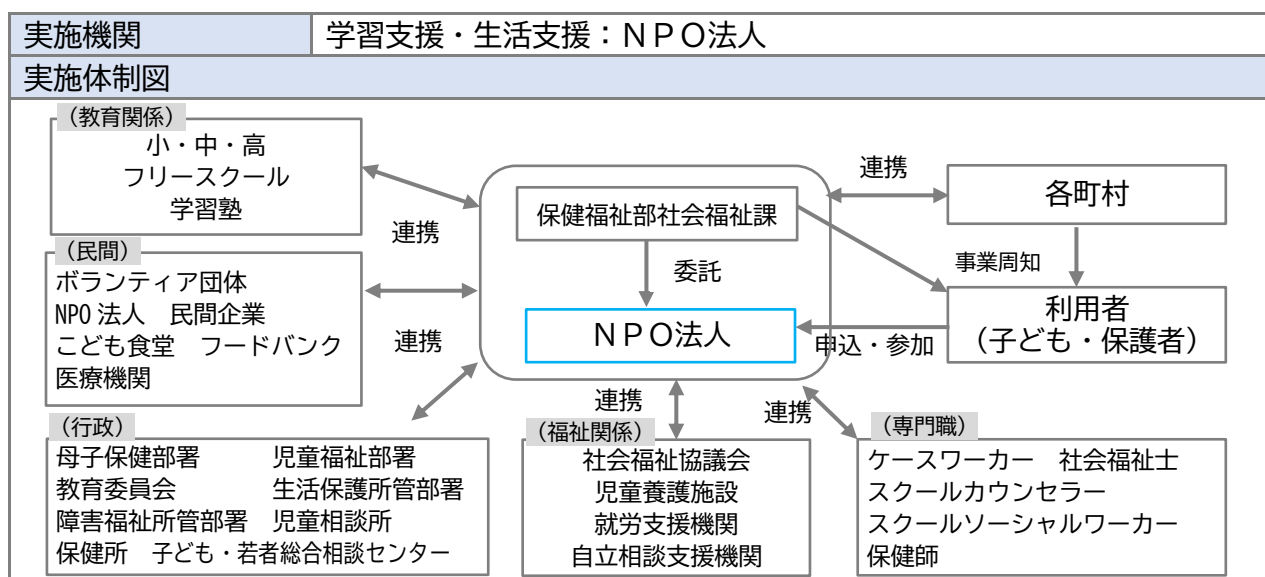 実施機関
学習支援・生活支援：ＮＰＯ法人
実施体制図
（教育関係）
小・中・高
フリースクール
学習塾
連携
（民間）
ボランティア団体
NPO 法人　民間企業
こども食堂　フードバンク
医療機関
連携
（行政）
母子保健部署　児童福祉部署
教育委員会　生活保護所管部署
障害福祉所管部署　児童相談所
保健所　子ども・若者総合相談センター
保健福祉部社会福祉課
委託
ＮＰＯ法人
連携
（福祉関係）
社会福祉協議会
児童養護施設
就労支援機関
自立相談支援機関
連携
各町村
事業周知
利用者
（子ども・保護者）
申込・参加
連携
（専門職）
ケースワーカー　社会福祉士
スクールカウンセラー
スクールソーシャルワーカー
保健師